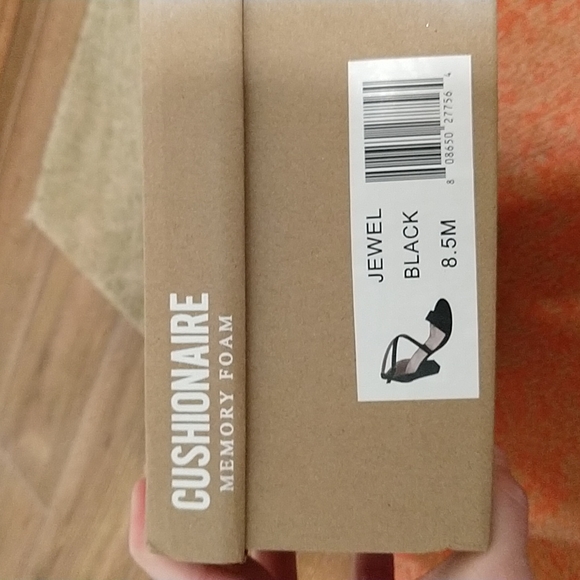 CUSHIONAIRE
MEMORY FOAM
JEWEL
BLACK
8.5M
8 08650 27756 4